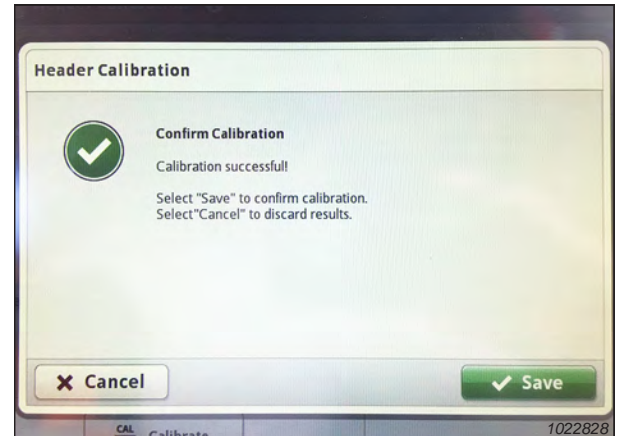 Header Calibration
Confirm Calibration
Calibration successful!
Select "Save" to confirm calibration.
Select"Cancel" to discard results.
Cancel
Save
CAL Calibrate
1022828